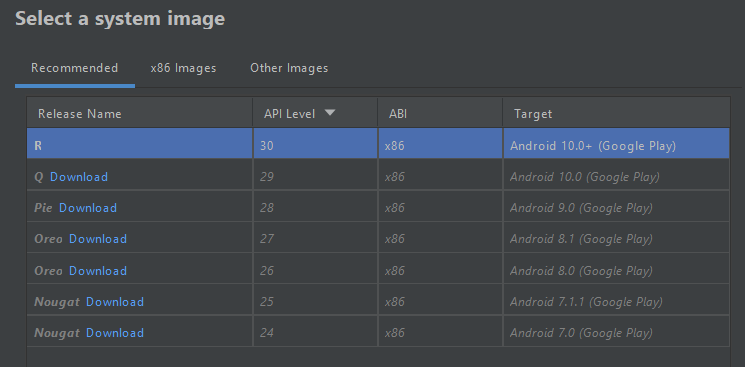 Select a system image
Recommended x86 Images Other Images
Release Name API Level ABI Target
R 30 x86 Android 10.0+ (Google Play)
Q Download 29 x86 Android 10.0 (Google Play)
Pie Download 28 x86 Android 9.0 (Google Play)
Oreo Download 27 x86 Android 8.1 (Google Play)
Oreo Download 26 x86 Android 8.0 (Google Play)
Nougat Download 25 x86 Android 7.1.1 (Google Play)
Nougat Download 24 x86 Android 7.0 (Google Play)